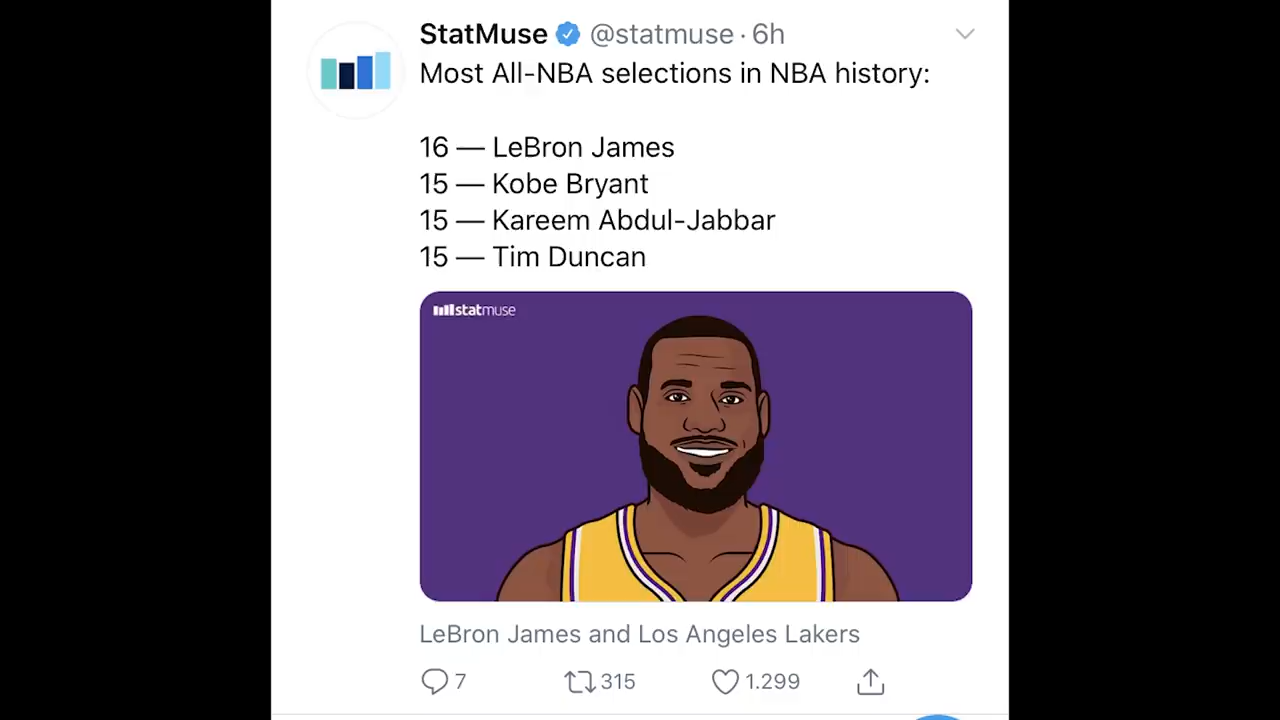 StatMuse @statmuse · 6h
Most All-NBA selections in NBA history:
16 — LeBron James
15 — Kobe Bryant
15 — Kareem Abdul-Jabbar
15 — Tim Duncan
statmuse
LeBron James and Los Angeles Lakers
7 315 1.299